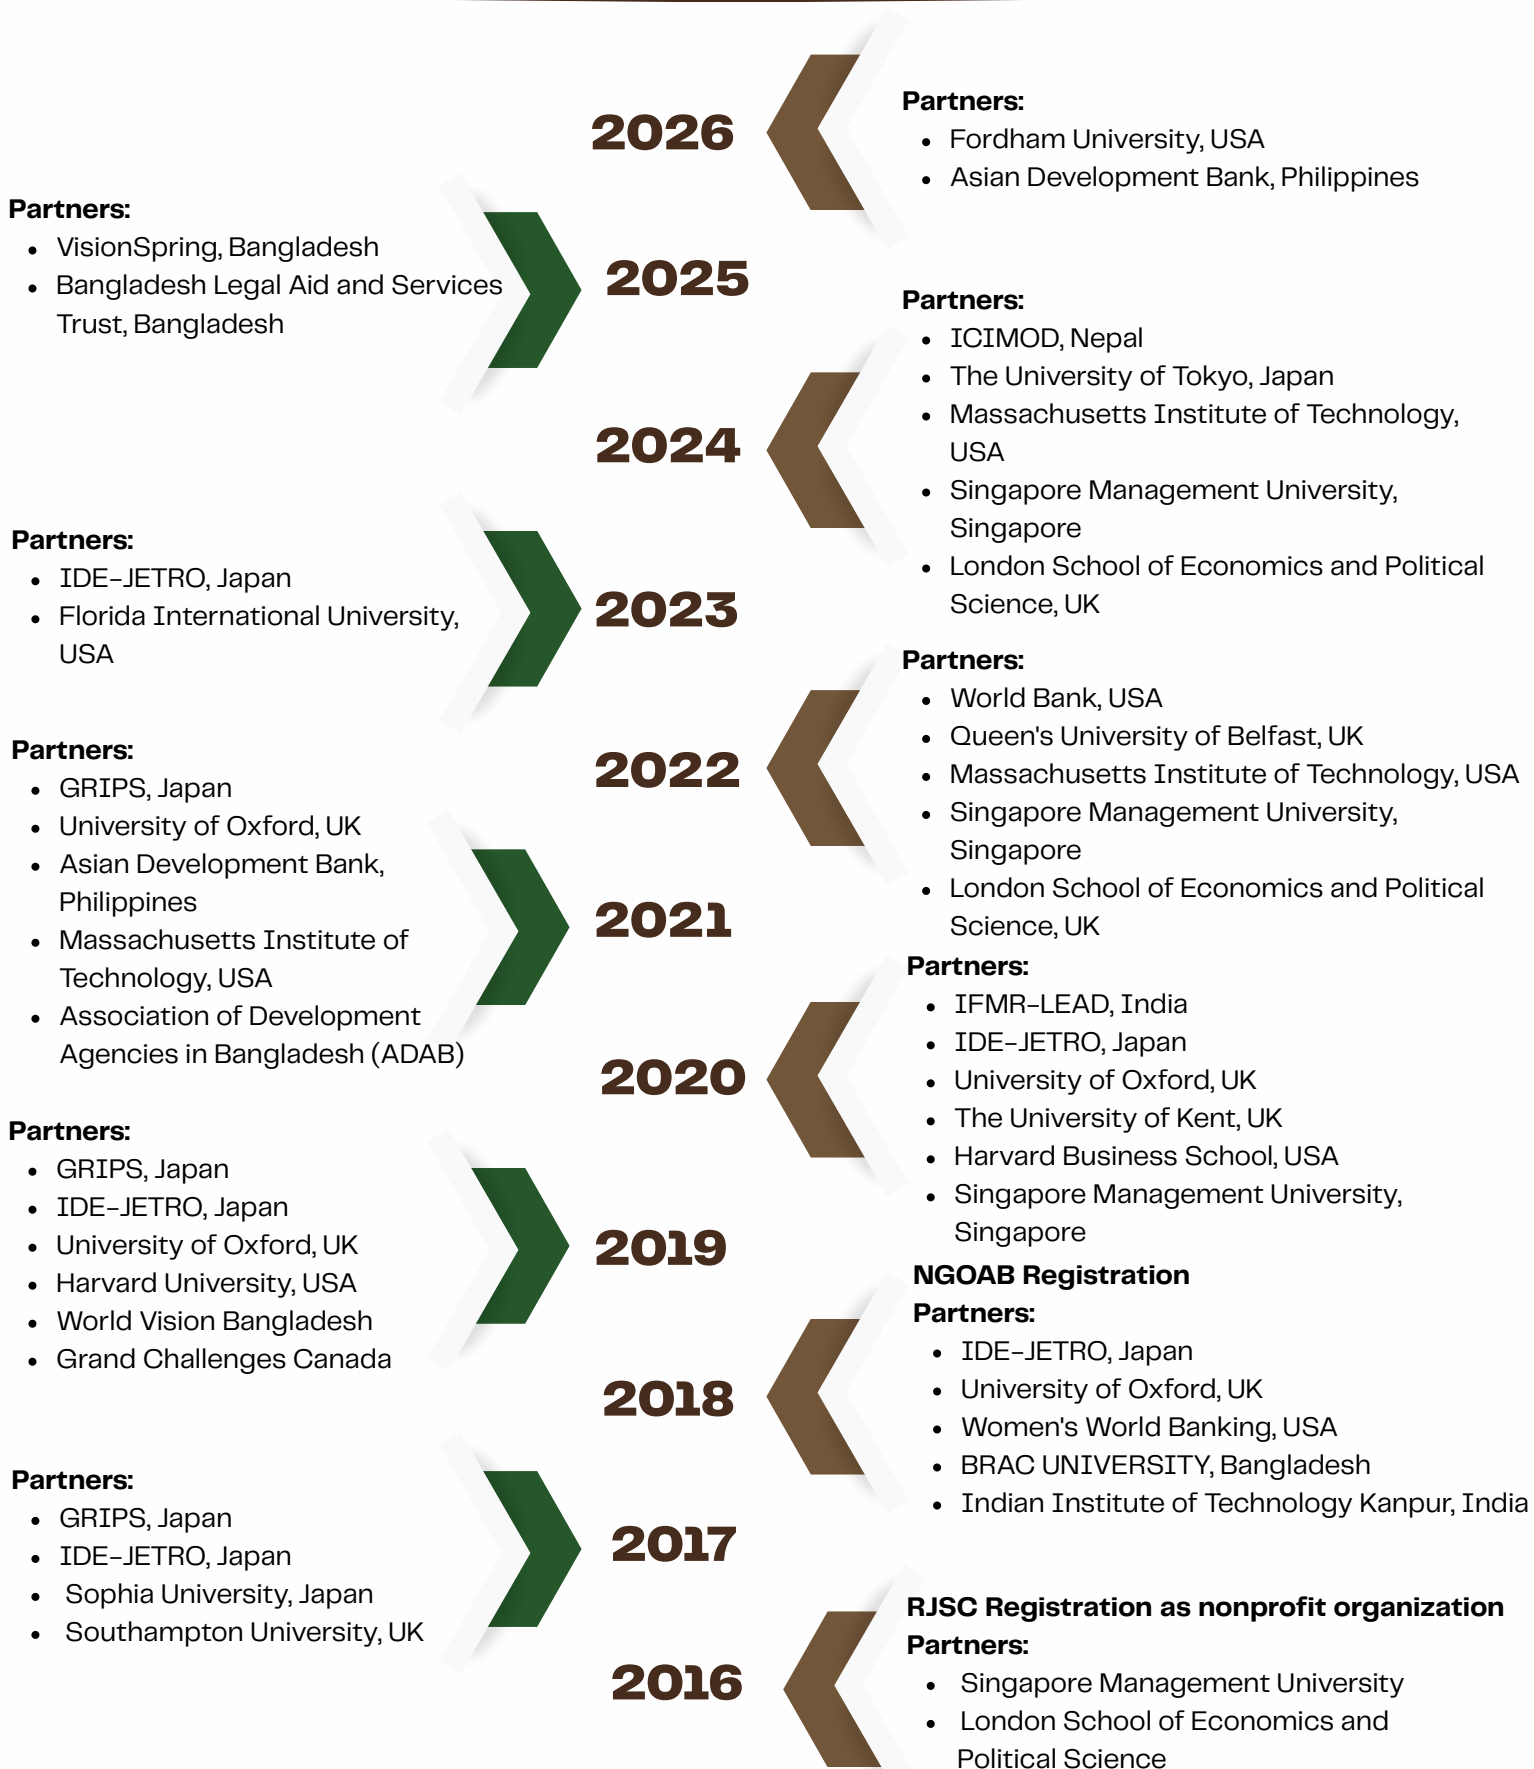 2026
Partners:
Fordham University, USA
Asian Development Bank, Philippines
2025
Partners:
VisionSpring, Bangladesh
Bangladesh Legal Aid and Services
Trust, Bangladesh
2024
Partners:
ICIMOD, Nepal
The University of Tokyo, Japan
Massachusetts Institute of Technology,
USA
Singapore Management University,
Singapore
London School of Economics and Political
Science, UK
2023
Partners:
IDE-JETRO, Japan
Florida International University,
USA
2022
Partners:
World Bank, USA
Queen's University of Belfast, UK
Massachusetts Institute of Technology, USA
Singapore Management University,
Singapore
London School of Economics and Political
Science, UK
2021
Partners:
GRIPS, Japan
University of Oxford, UK
Asian Development Bank,
Philippines
Massachusetts Institute of
Technology, USA
Association of Development
Agencies in Bangladesh (ADAB)
2020
Partners:
IFMR-LEAD, India
IDE-JETRO, Japan
University of Oxford, UK
The University of Kent, UK
Harvard Business School, USA
Singapore Management University,
Singapore
2019
Partners:
GRIPS, Japan
IDE-JETRO, Japan
University of Oxford, UK
Harvard University, USA
World Vision Bangladesh
Grand Challenges Canada
2018
NGOAB Registration
Partners:
IDE-JETRO, Japan
University of Oxford, UK
Women's World Banking, USA
BRAC UNIVERSITY, Bangladesh
Indian Institute of Technology Kanpur, India
2017
Partners:
GRIPS, Japan
IDE-JETRO, Japan
Sophia University, Japan
Southampton University, UK
2016
RJSC Registration as nonprofit organization
Partners:
Singapore Management University
London School of Economics and
Political Science